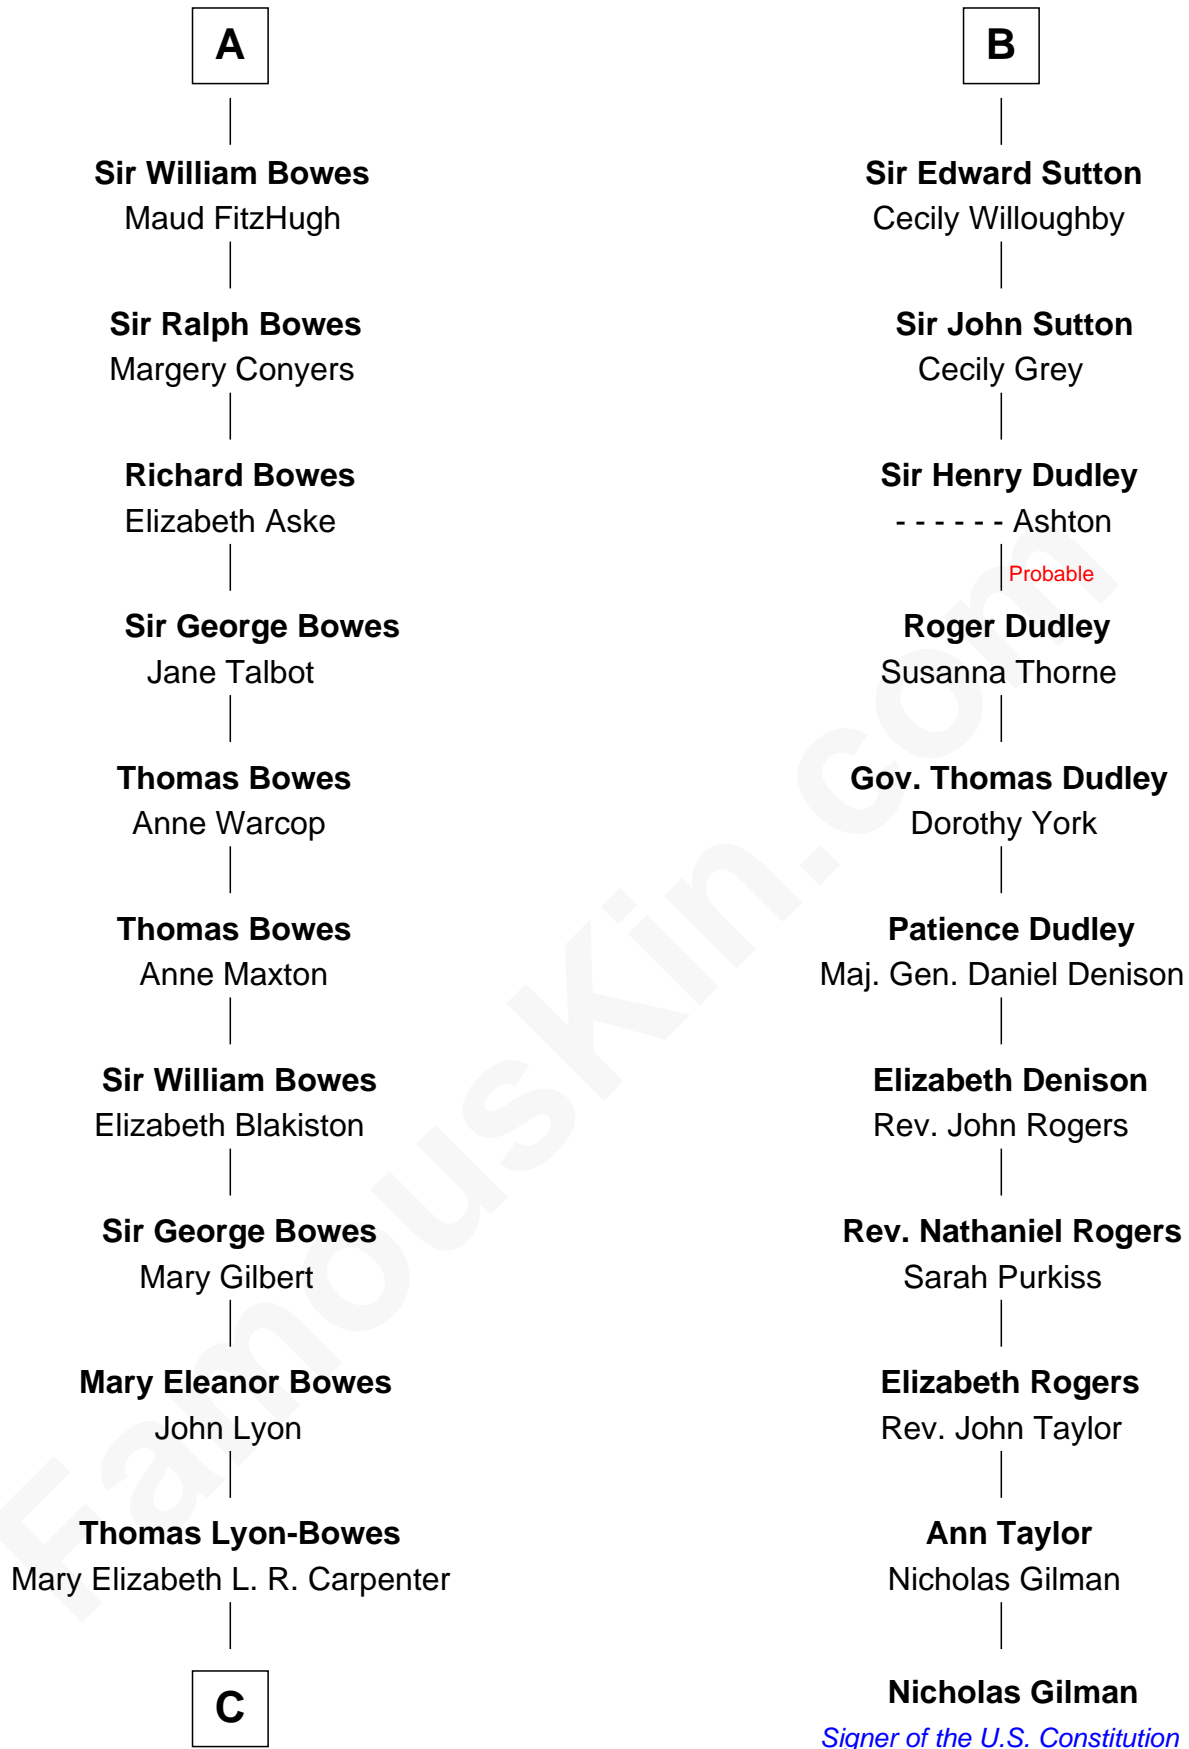 A
Sir William Bowes
Maud FitzHugh
Sir Ralph Bowes
Margery Conyers
Richard Bowes
Elizabeth Aske
Sir George Bowes
Jane Talbot
Thomas Bowes
Anne Warcop
Thomas Bowes
Anne Maxton
Sir William Bowes
Elizabeth Blakiston
Sir George Bowes
Mary Gilbert
Mary Eleanor Bowes
John Lyon
Thomas Lyon-Bowes
Mary Elizabeth L. R. Carpenter
C
B
Sir Edward Sutton
Cecily Willoughby
Sir John Sutton
Cecily Grey
Sir Henry Dudley
- - - - - - Ashton
Probable
Roger Dudley
Susanna Thorne
Gov. Thomas Dudley
Dorothy York
Patience Dudley
Maj. Gen. Daniel Denison
Elizabeth Denison
Rev. John Rogers
Rev. Nathaniel Rogers
Sarah Purkiss
Elizabeth Rogers
Rev. John Taylor
Ann Taylor
Nicholas Gilman
Nicholas Gilman
Signer of the U.S. Constitution
FamousKin.com